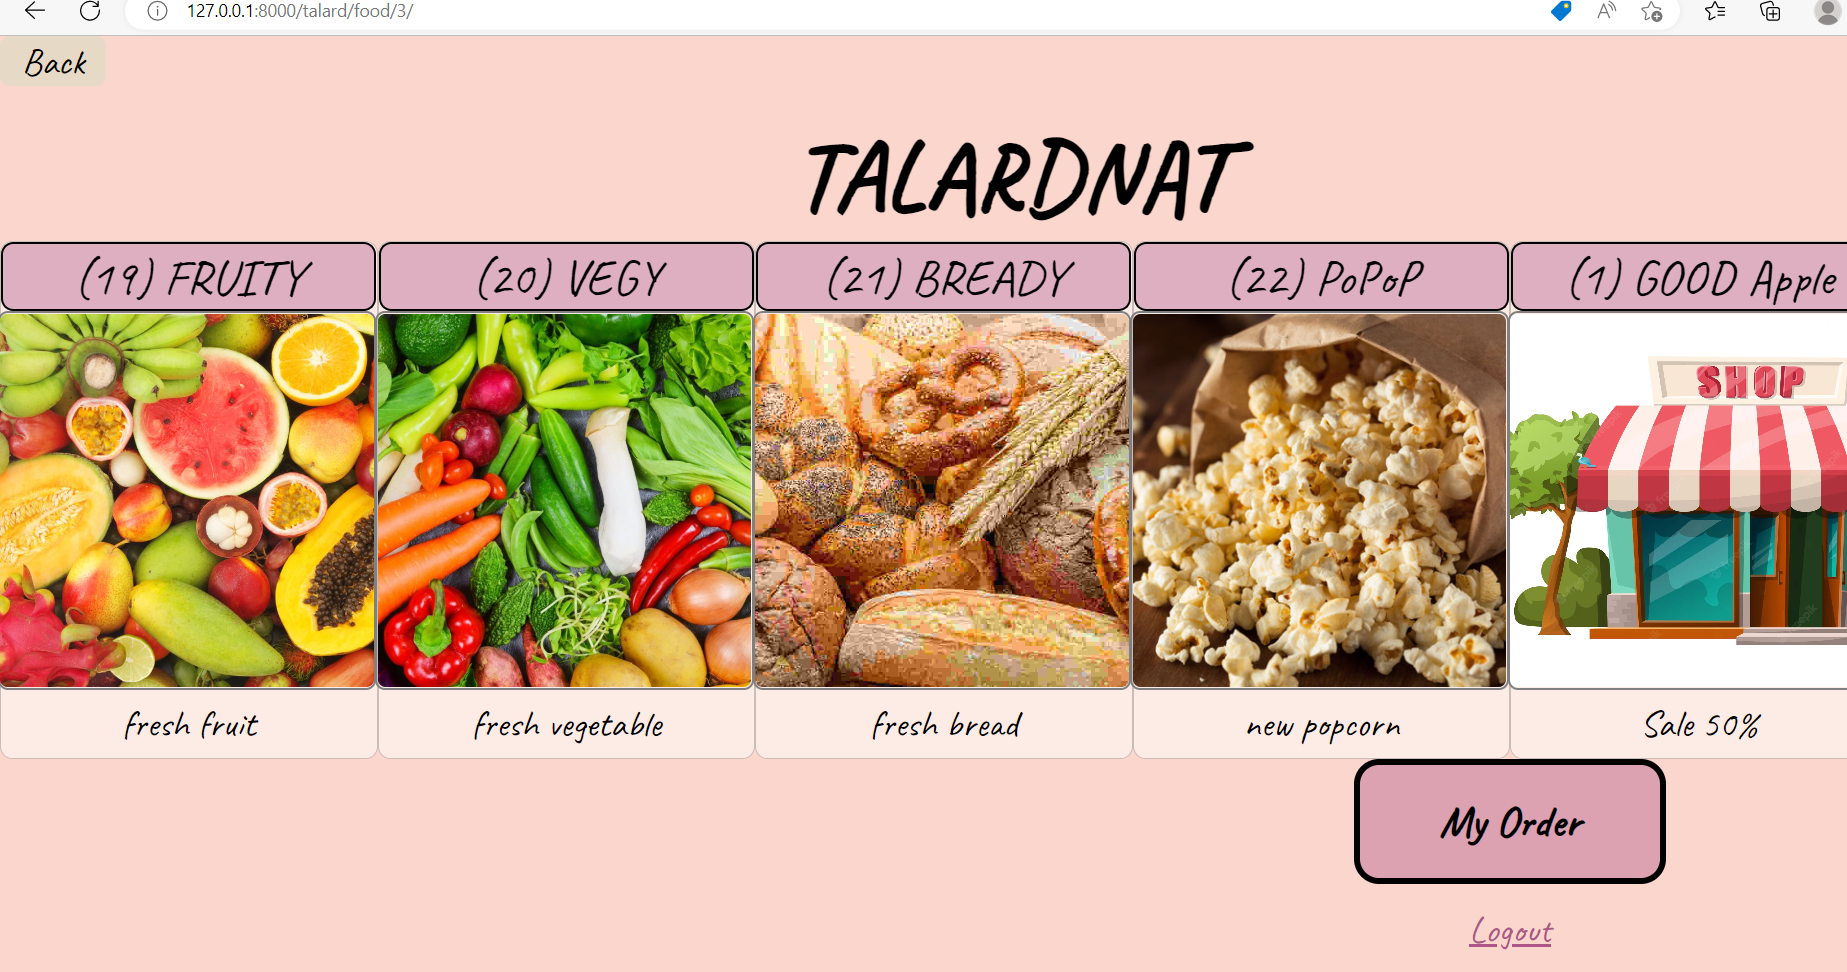 127.0.0.1:8000/talard/food/3/
Back
TALARDNAT
(19) FRUITY
(20) VEGY
(21) BREADY
(22) PoPoP
(1) GOOD Apple
SHOP
fresh fruit
fresh vegetable
fresh bread
new popcorn
Sale 50%
My Order
Logout